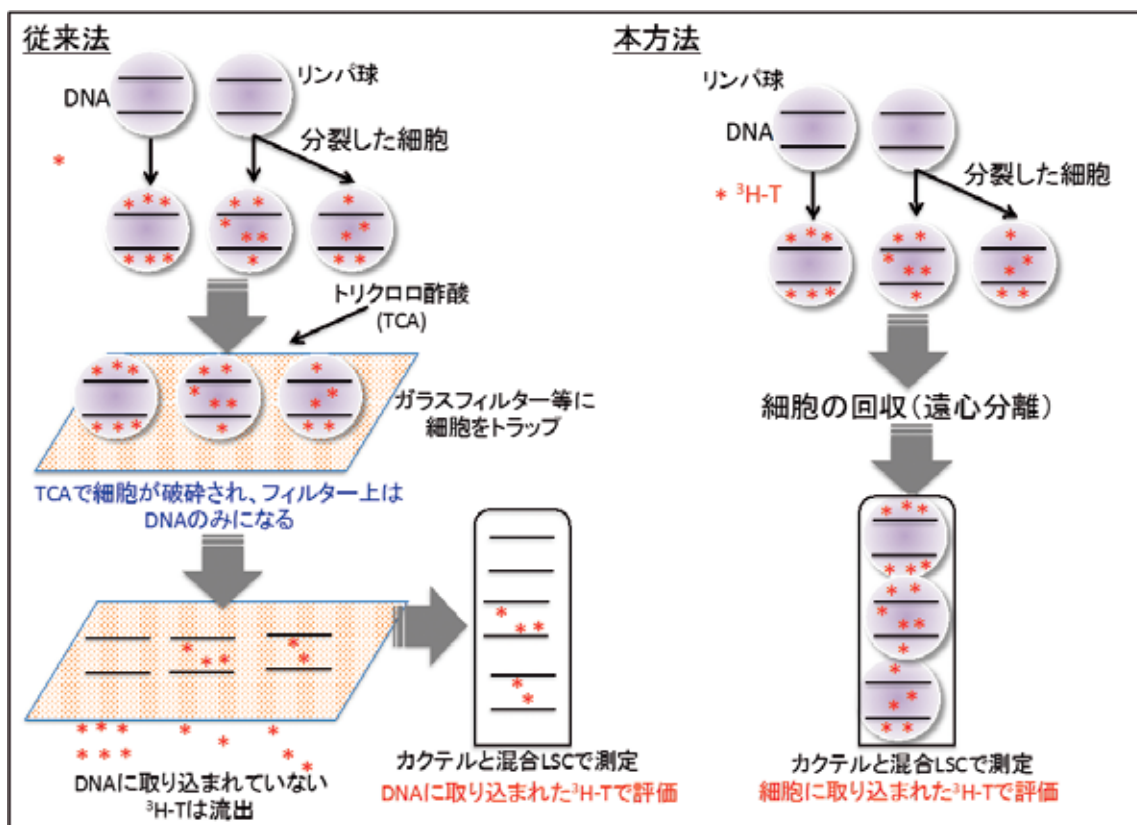 従来法
リンパ球
DNA
分裂した細胞
*
トリクロロ酢酸
(TCA)
ガラスフィルター等に
細胞をトラップ
TCAで細胞が破砕され、フィルター上は
DNAのみになる
DNAに取り込まれていない
³H-Tは流出
カクテルと混合LSCで測定
DNAに取り込まれた³H-Tで評価
本方法
リンパ球
DNA
分裂した細胞
* ³H-T
細胞の回収(遠心分離)
カクテルと混合LSCで測定
細胞に取り込まれた³H-Tで評価